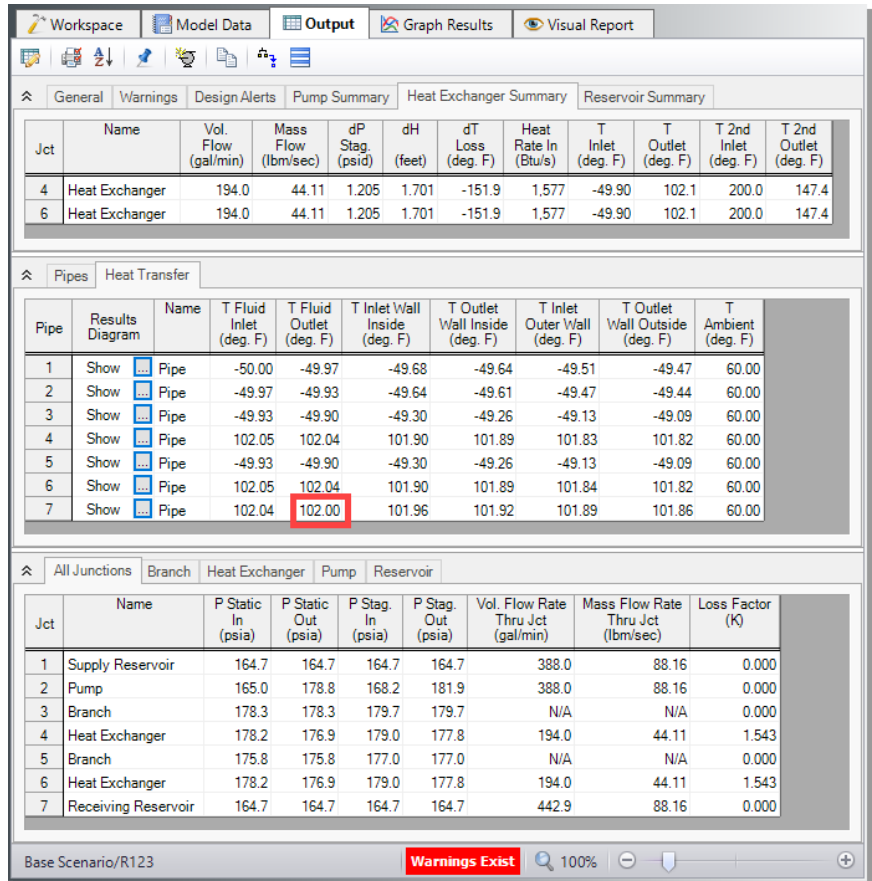 Workspace Model Data Output Graph Results Visual Report
General Warnings Design Alerts Pump Summary Heat Exchanger Summary Reservoir Summary
Jct Name Vol. Flow (gal/min) Mass Flow (lbm/sec) dP Stag. (psid) dH (feet) dT Loss (deg. F) Heat Rate In (Btu/s) T Inlet (deg. F) T Outlet (deg. F) T 2nd Inlet (deg. F) T 2nd Outlet (deg. F)
4 Heat Exchanger 194.0 44.11 1.205 1.701 -151.9 1,577 -49.90 102.1 200.0 147.4
6 Heat Exchanger 194.0 44.11 1.205 1.701 -151.9 1,577 -49.90 102.1 200.0 147.4
Pipes Heat Transfer
Pipe Results Diagram Name T Fluid Inlet (deg. F) T Fluid Outlet (deg. F) T Inlet Wall Inside (deg. F) T Outlet Wall Inside (deg. F) T Inlet Outer Wall (deg. F) T Outlet Wall Outside (deg. F) T Ambient (deg. F)
1 Show ... Pipe -50.00 -49.97 -49.68 -49.64 -49.51 -49.47 60.00
2 Show ... Pipe -49.97 -49.93 -49.64 -49.61 -49.47 -49.44 60.00
3 Show ... Pipe -49.93 -49.90 -49.30 -49.26 -49.13 -49.09 60.00
4 Show ... Pipe 102.05 102.04 101.90 101.89 101.83 101.82 60.00
5 Show ... Pipe -49.93 -49.90 -49.30 -49.26 -49.13 -49.09 60.00
6 Show ... Pipe 102.05 102.04 101.90 101.89 101.84 101.82 60.00
7 Show ... Pipe 102.04 102.00 101.96 101.92 101.89 101.86 60.00
All Junctions Branch Heat Exchanger Pump Reservoir
Jct Name P Static In (psia) P Static Out (psia) P Stag. In (psia) P Stag. Out (psia) Vol. Flow Rate Thru Jct (gal/min) Mass Flow Rate Thru Jct (lbm/sec) Loss Factor (K)
1 Supply Reservoir 164.7 164.7 164.7 164.7 388.0 88.16 0.000
2 Pump 165.0 178.8 168.2 181.9 388.0 88.16 0.000
3 Branch 178.3 178.3 179.7 179.7 N/A N/A 0.000
4 Heat Exchanger 178.2 176.9 179.0 177.8 194.0 44.11 1.543
5 Branch 175.8 175.8 177.0 177.0 N/A N/A 0.000
6 Heat Exchanger 178.2 176.9 179.0 177.8 194.0 44.11 1.543
7 Receiving Reservoir 164.7 164.7 164.7 164.7 442.9 88.16 0.000
Base Scenario/R123 Warnings Exist 100%